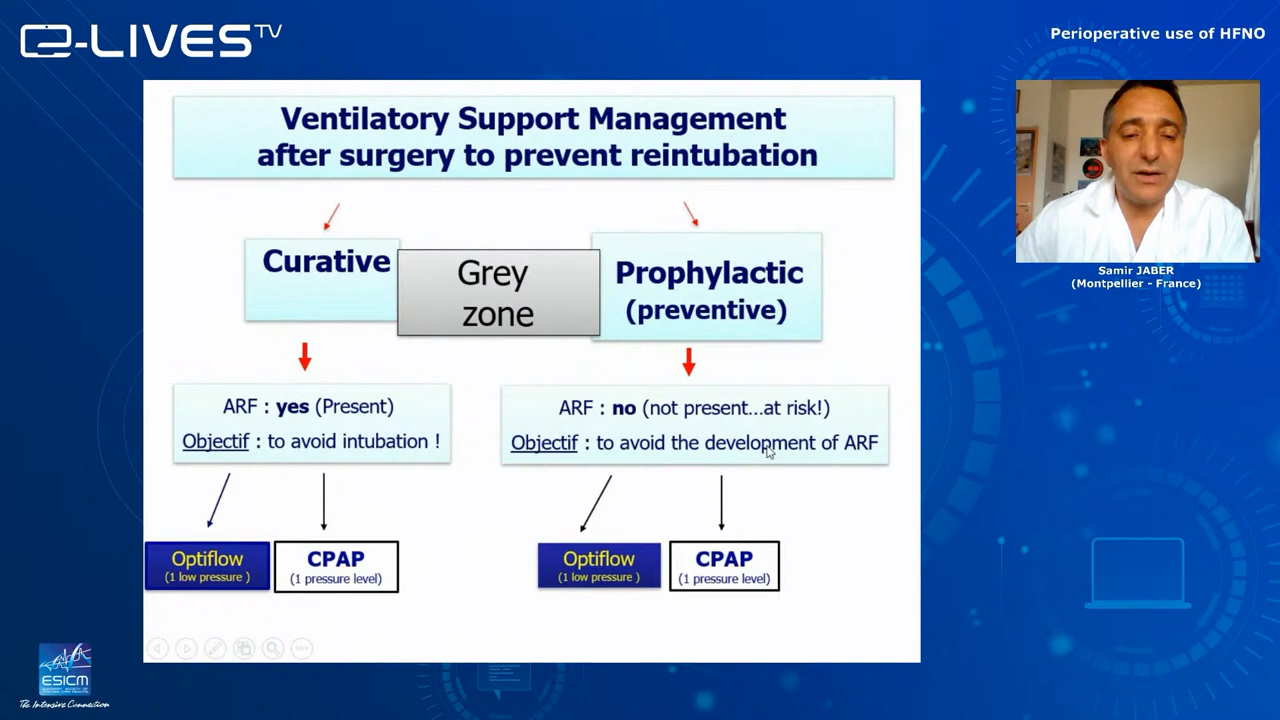 e-LIVES TV
Perioperative use of HFNO
Ventilatory Support Management
after surgery to prevent reintubation
Curative
Grey
zone
Prophylactic
(preventive)
ARF : yes (Present)
Objectif : to avoid intubation !
ARF : no (not present...at risk!)
Objectif : to avoid the development of ARF
Optiflow
(1 low pressure )
CPAP
(1 pressure level)
Optiflow
(1 low pressure )
CPAP
(1 pressure level)
Samir JABER
(Montpellier - France)
ESICM
The Intensive Connection